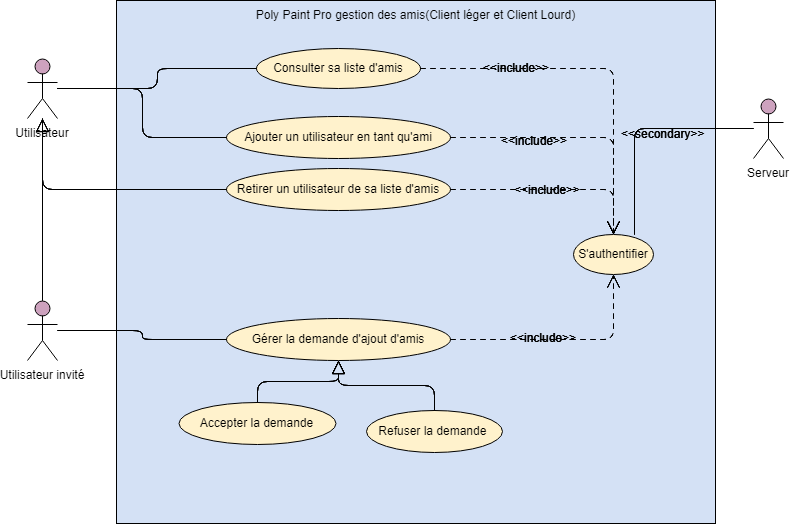 Poly Paint Pro gestion des amis(Client léger et Client Lourd)
Consulter sa liste d'amis
<<include>>
Utilisateur
Ajouter un utilisateur en tant qu'ami
<<include>>
<<secondary>>
Serveur
Retirer un utilisateur de sa liste d'amis
<<include>>
S'authentifier
Gérer la demande d'ajout d'amis
<<include>>
Utilisateur invité
Accepter la demande
Refuser la demande